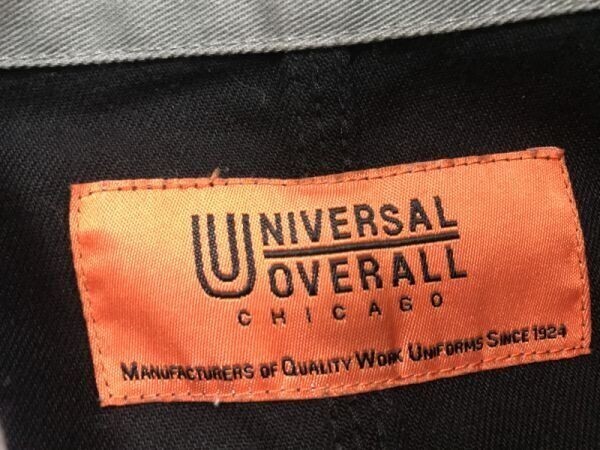 UNIVERSAL
OVERALL
CHICAGO
MANUFACTURERS OF QUALITY WORK UNIFORMS SINCE 1924